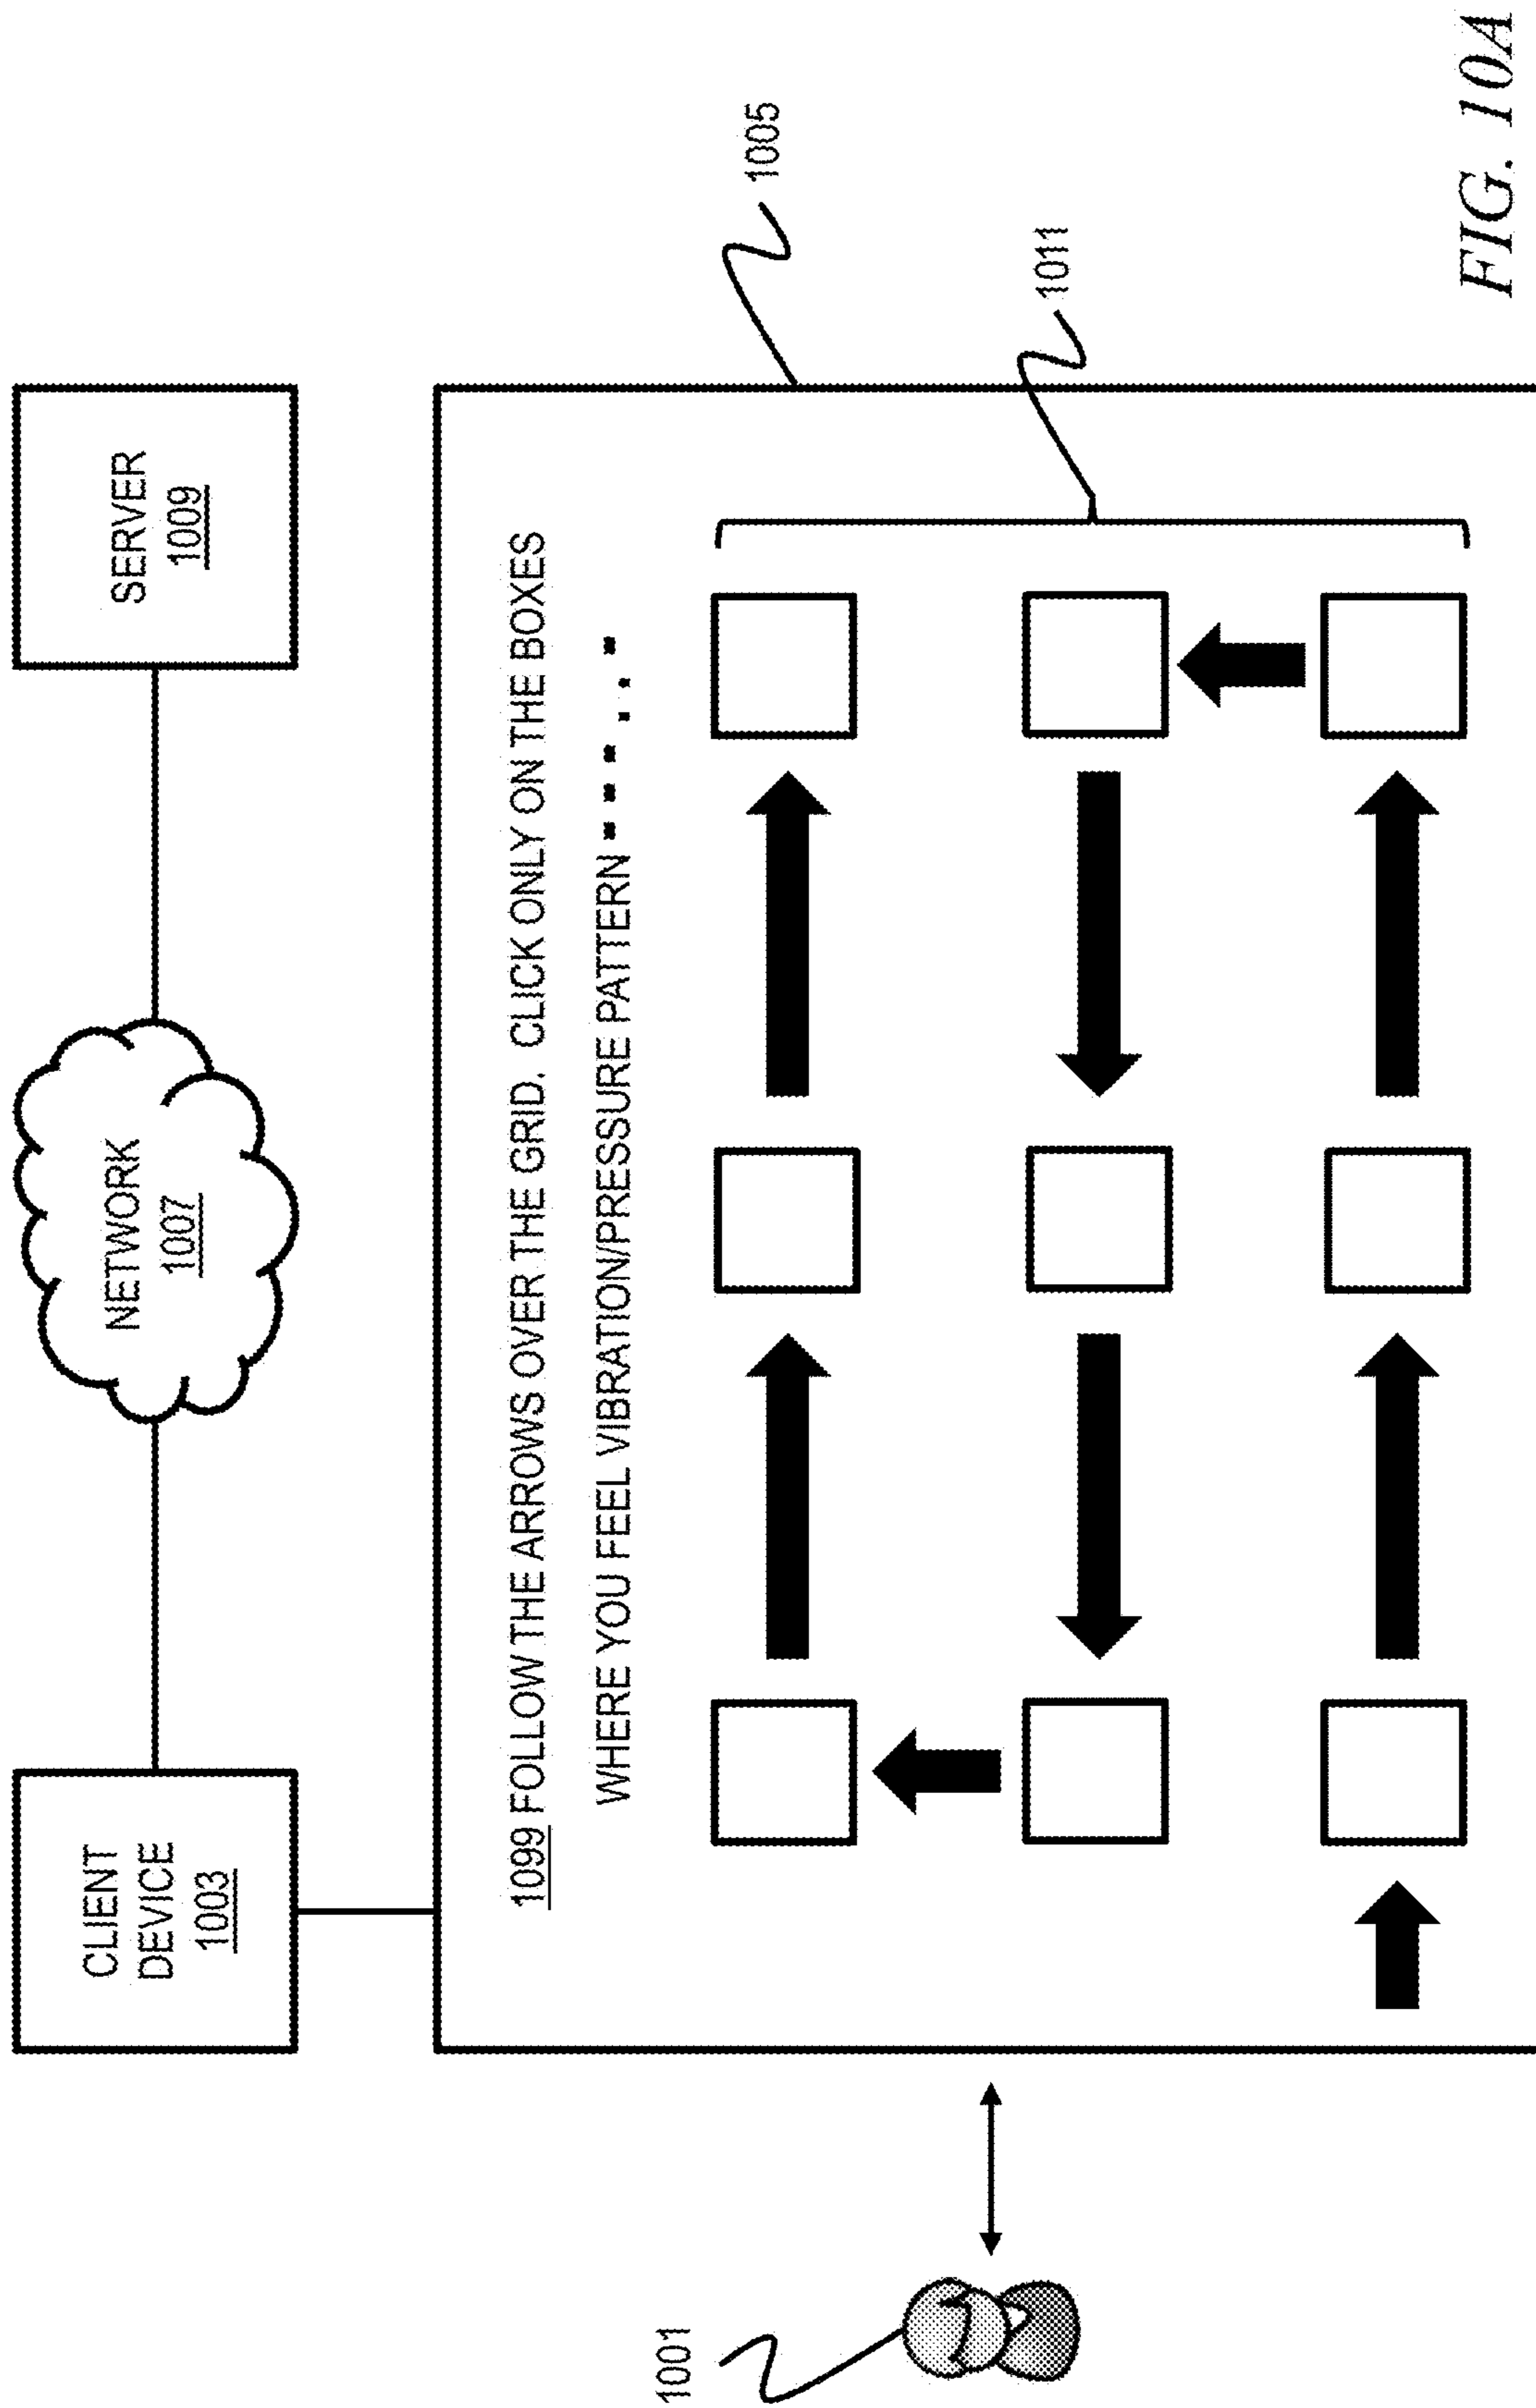 CLIENT
DEVICE
1003
NETWORK
1007
SERVER
1009
1099 FOLLOW THE ARROWS OVER THE GRID. CLICK ONLY ON THE BOXES
WHERE YOU FEEL VIBRATION/PRESSURE PATTERN
1005
1011
1001
FIG. 10A